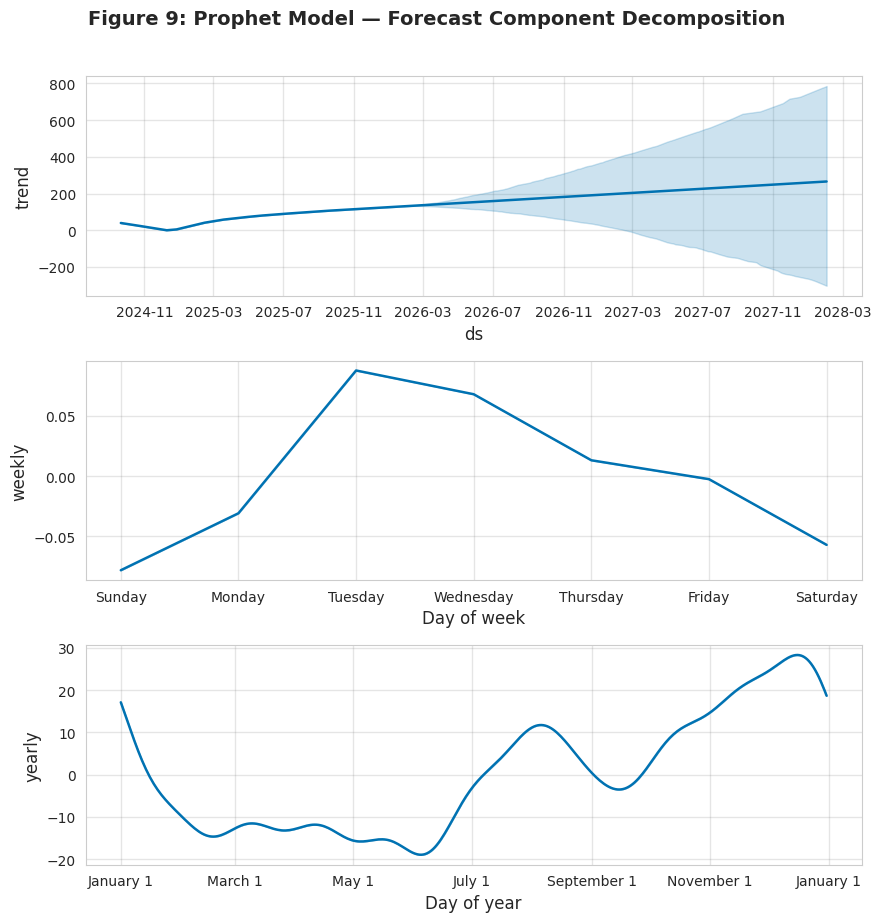 Figure 9: Prophet Model — Forecast Component Decomposition
800
600
400
200
0
−200
trend
2024-11 2025-03 2025-07 2025-11 2026-03 2026-07 2026-11 2027-03 2027-07 2027-11 2028-03
ds
0.05
0.00
−0.05
weekly
Sunday Monday Tuesday Wednesday Thursday Friday Saturday
Day of week
30
20
10
0
−10
−20
yearly
January 1 March 1 May 1 July 1 September 1 November 1 January 1
Day of year